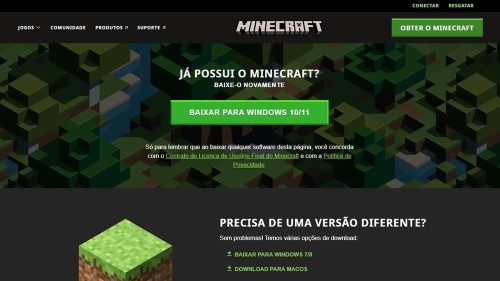 CONECTAR RESGATAR
JOGOS COMUNIDADE PRODUTOS SUPORTE MINECRAFT OBTER O MINECRAFT
JÁ POSSUI O MINECRAFT?
BAIXE-O NOVAMENTE
BAIXAR PARA WINDOWS 10/11
Só para lembrar que ao baixar qualquer software desta página, você concorda
com o Contrato de Licença de Usuário Final do Minecraft e com a Política de
Privacidade.
PRECISA DE UMA VERSÃO DIFERENTE?
Sem problemas! Temos várias opções de download:
BAIXAR PARA WINDOWS 7/8
DOWNLOAD PARA MACOS